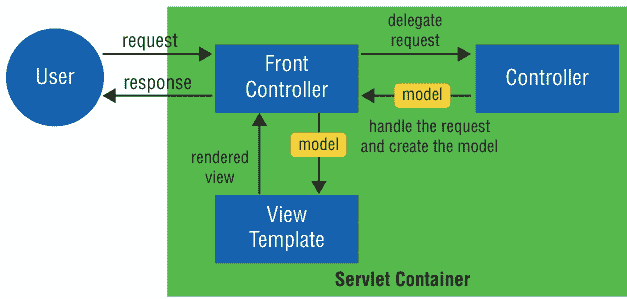 User
request
response
Front
Controller
delegate
request
Controller
model
handle the request
and create the model
rendered
view
model
View
Template
Servlet Container